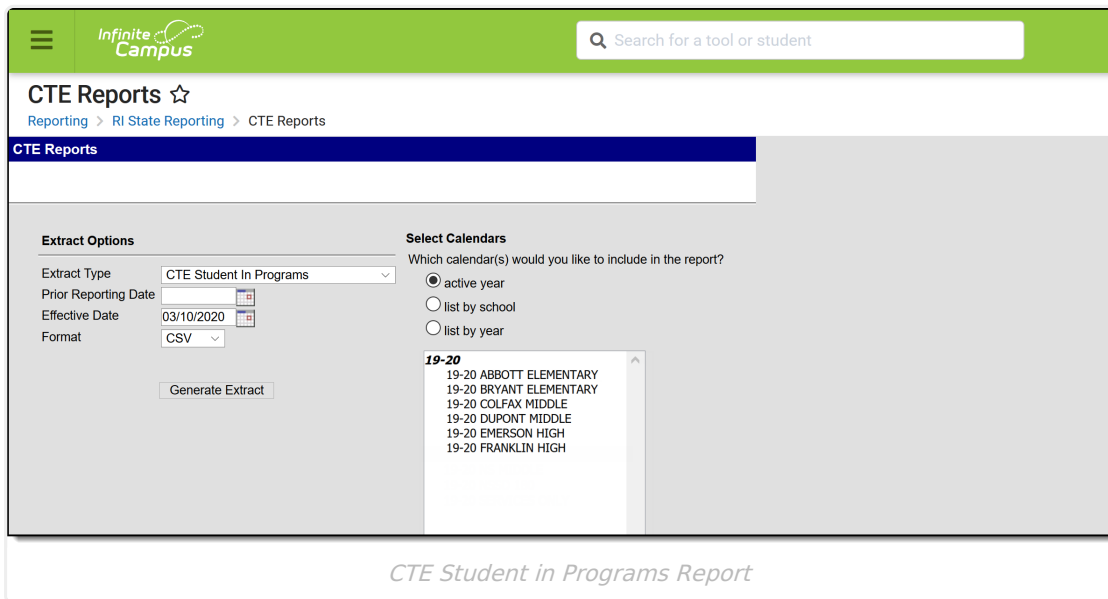 Infinite
Campus
Search for a tool or student
CTE Reports
Reporting > RI State Reporting > CTE Reports
CTE Reports
Extract Options
Extract Type CTE Student In Programs
Prior Reporting Date
Effective Date 03/10/2020
Format CSV
Generate Extract
Select Calendars
Which calendar(s) would you like to include in the report?
active year
list by school
list by year
19-20
19-20 ABBOTT ELEMENTARY
19-20 BRYANT ELEMENTARY
19-20 COLFAX MIDDLE
19-20 DUPONT MIDDLE
19-20 EMERSON HIGH
19-20 FRANKLIN HIGH
CTE Student in Programs Report